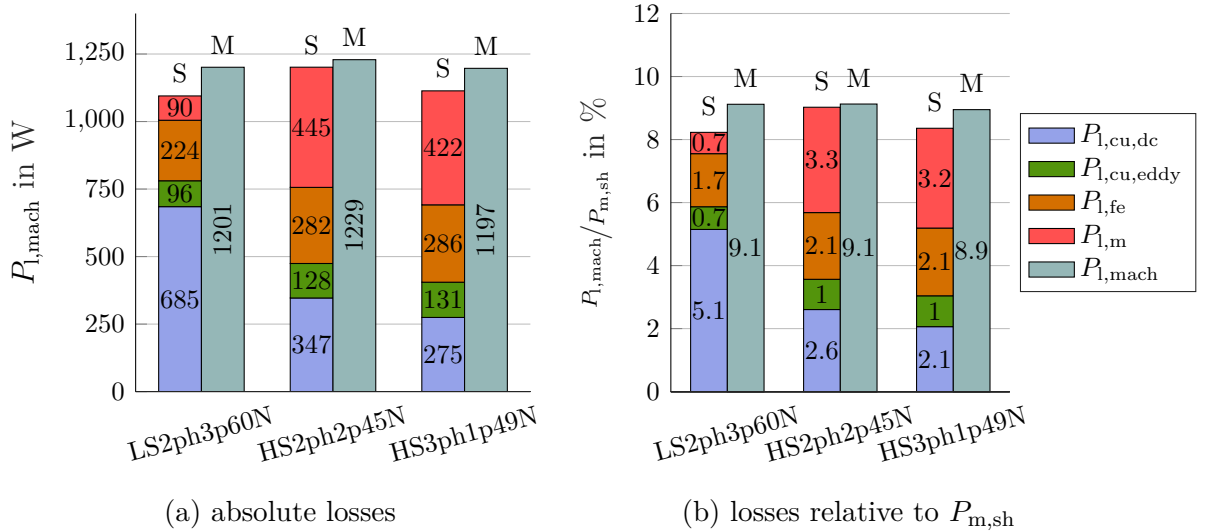 P_l,mach in W
1,250
1,000
750
500
250
0
S
M
90
224
96
685
1201
S
M
445
282
128
347
1229
S
M
422
286
131
275
1197
LS2ph3p60N
HS2ph2p45N
HS3ph1p49N
(a) absolute losses
P_l,mach/P_m,sh in %
12
10
8
6
4
2
0
S
M
0.7
1.7
0.7
5.1
9.1
S
M
3.3
2.1
1
2.6
9.1
S
M
3.2
2.1
1
2.1
8.9
LS2ph3p60N
HS2ph2p45N
HS3ph1p49N
(b) losses relative to P_m,sh
P_l,cu,dc
P_l,cu,eddy
P_l,fe
P_l,m
P_l,mach